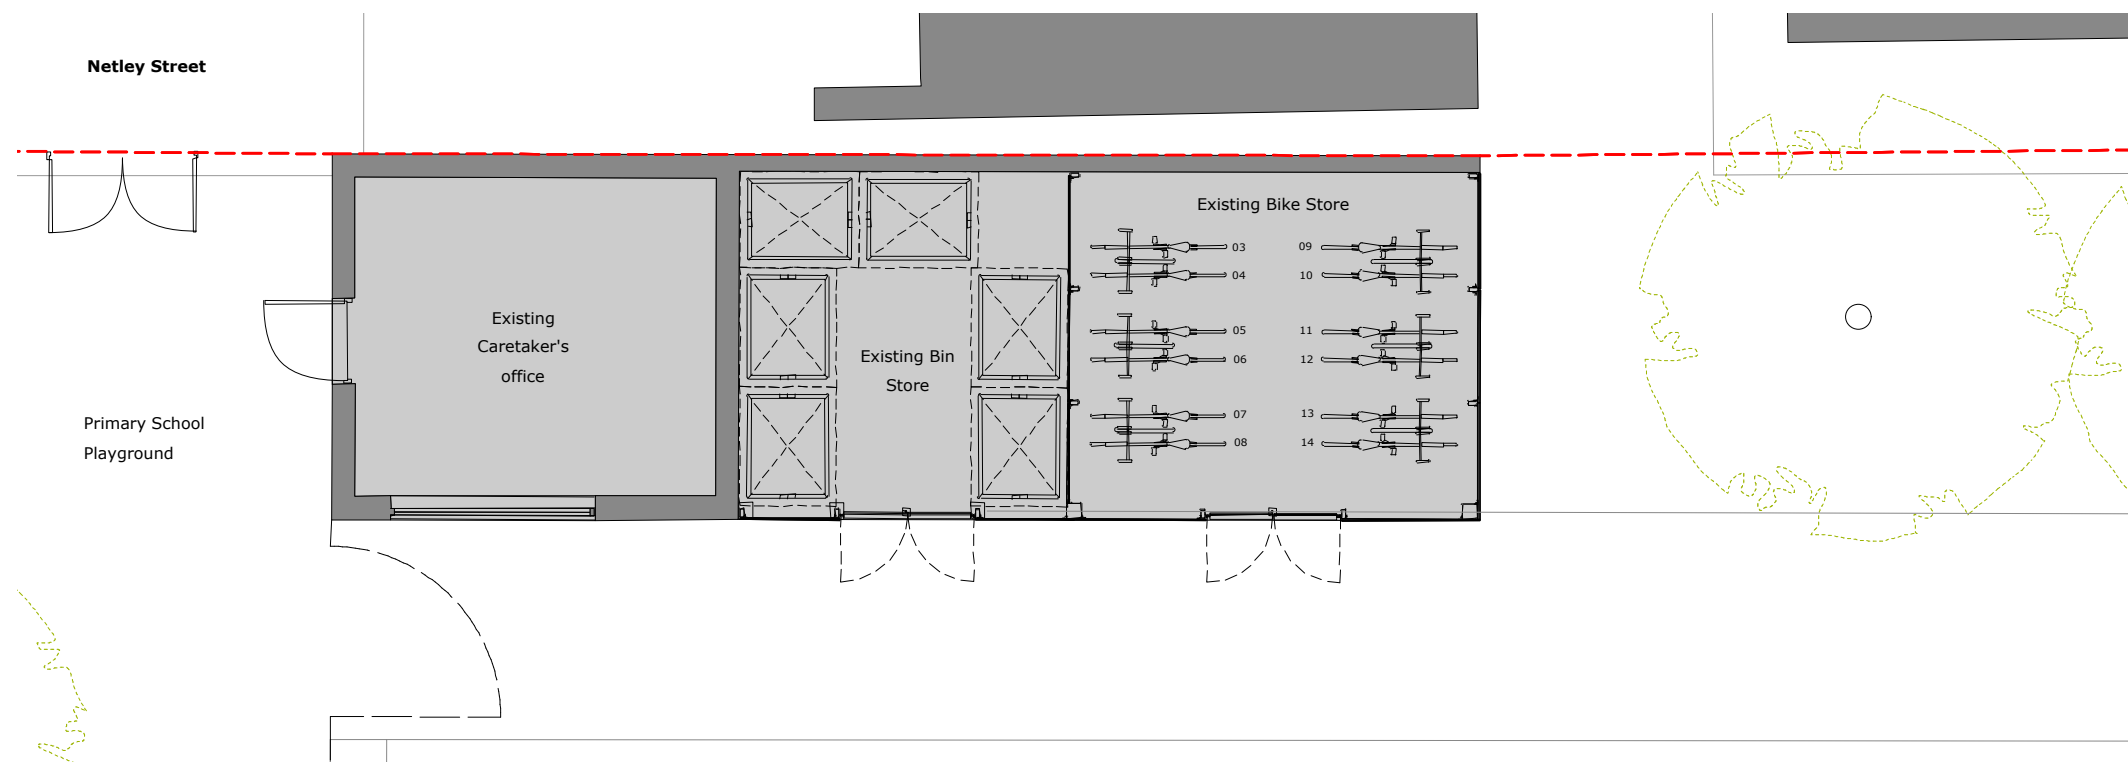 Netley Street
Existing Bike Store
03
09
04
10
Existing
Caretaker's
office
05
11
06
12
Existing Bin
Store
Primary School
Playground
07
13
08
14